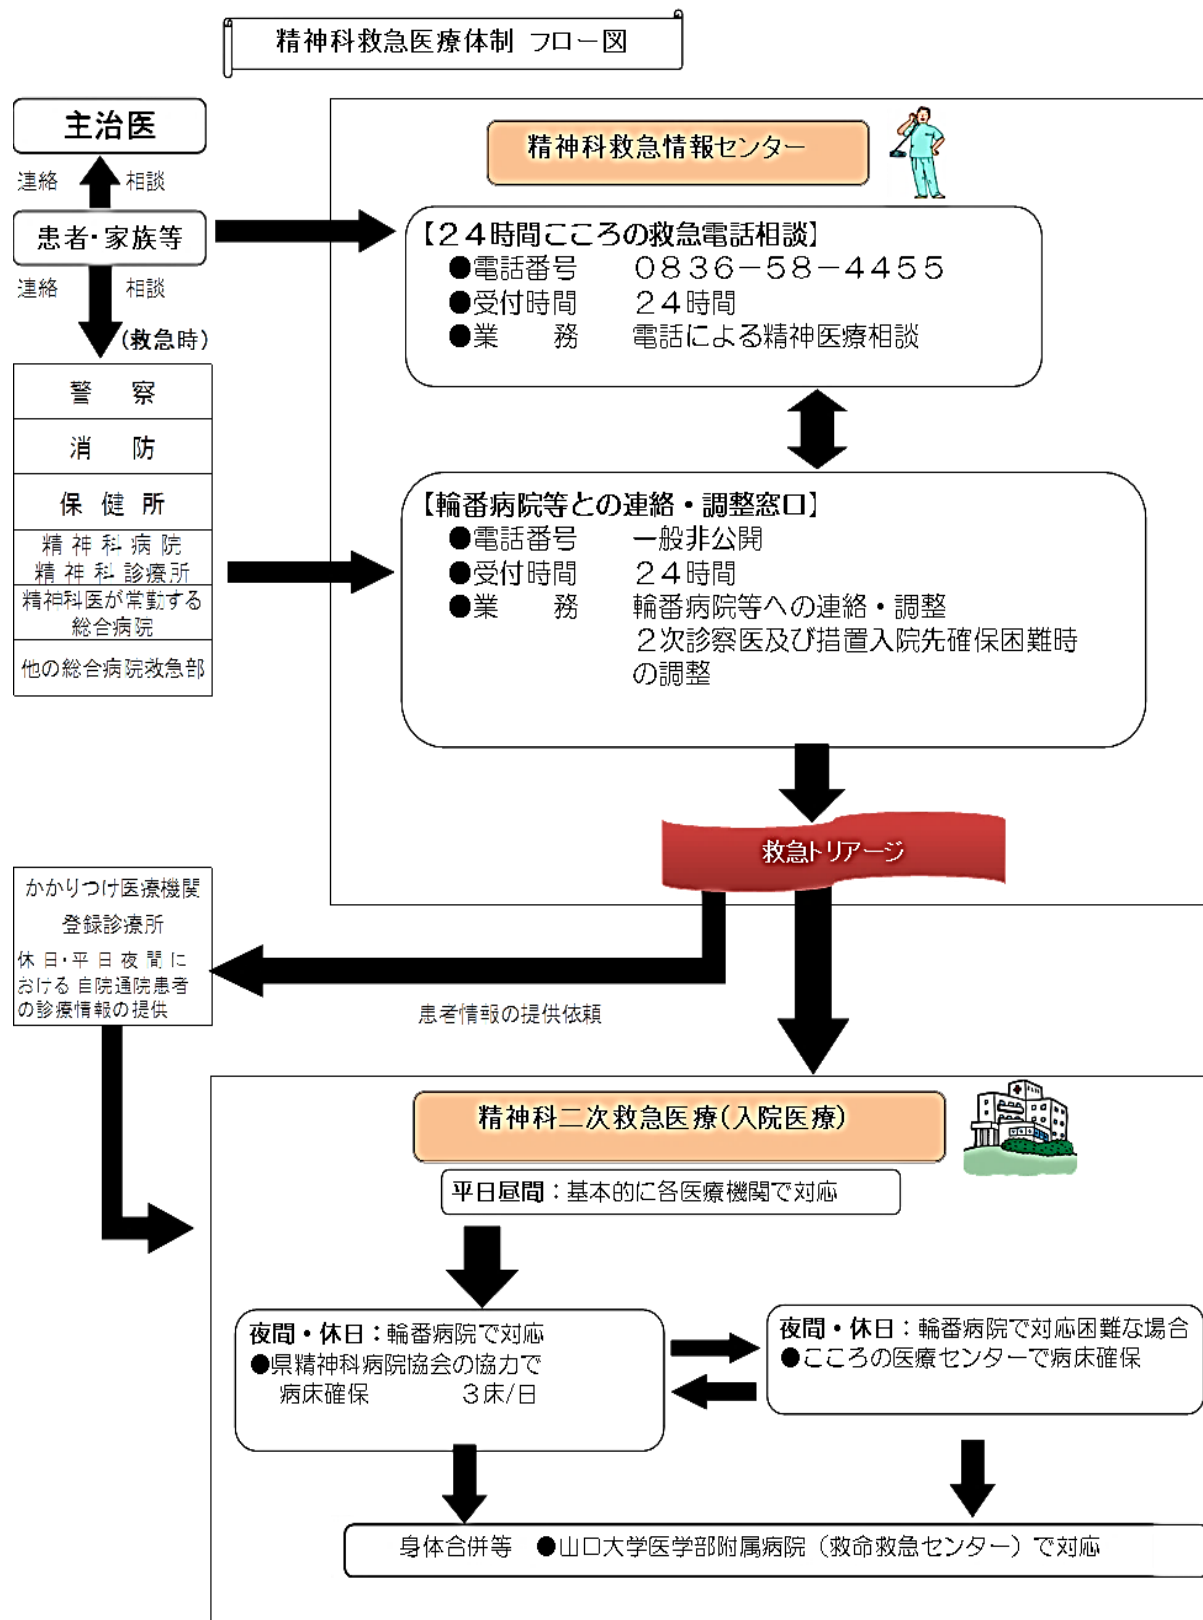 精神科救急医療体制 フロー図
主治医
連絡 相談
患者・家族等
連絡 相談
(救急時)
警 察
消 防
保 健 所
精 神 科 病 院
精 神 科 診 療 所
精神科医が常勤する
総合病院
他の総合病院救急部
精神科救急情報センター
【24時間こころの救急電話相談】
●電話番号 0836-58-4455
●受付時間 24時間
●業 務 電話による精神医療相談
【輪番病院等との連絡・調整窓口】
●電話番号 一般非公開
●受付時間 24時間
●業 務 輪番病院等への連絡・調整
2次診察医及び措置入院先確保困難時
の調整
救急トリアージ
かかりつけ医療機関
登録診療所
休 日・平 日 夜 間 に
おける 自院通院患者
の診療情報の提供
患者情報の提供依頼
精神科二次救急医療(入院医療)
平日昼間:基本的に各医療機関で対応
夜間・休日:輪番病院で対応
●県精神科病院協会の協力で
病床確保 3床/日
夜間・休日:輪番病院で対応困難な場合
●こころの医療センターで病床確保
身体合併等 ●山口大学医学部附属病院(救命救急センター)で対応